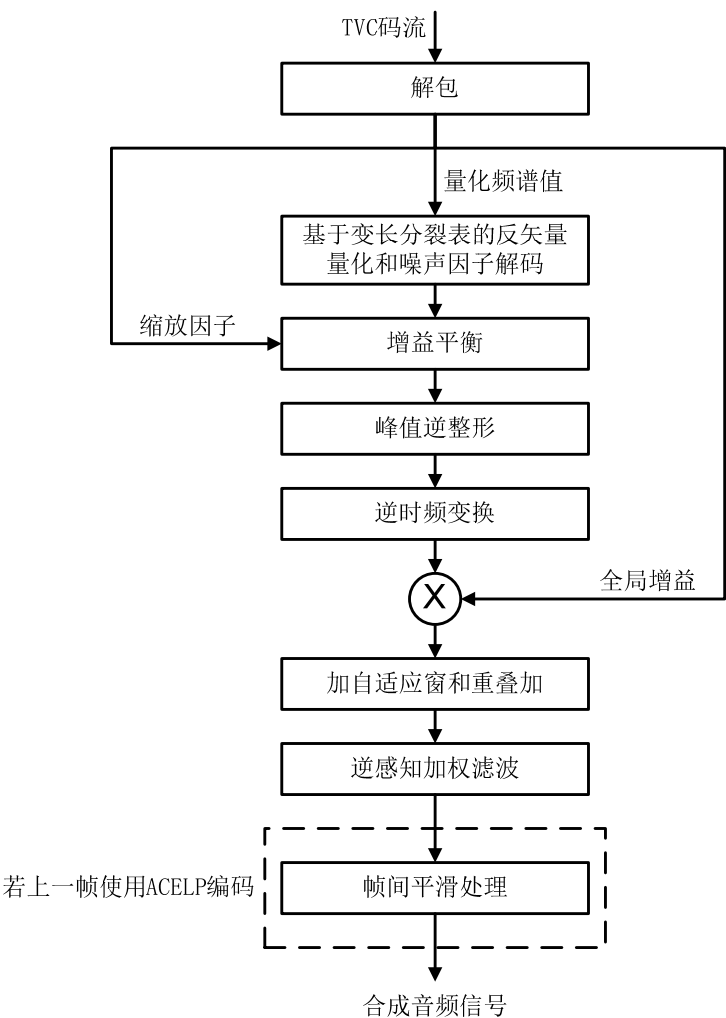 TVC码流
解包
量化频谱值
基于变长分裂表的反矢量
量化和噪声因子解码
缩放因子
增益平衡
峰值逆整形
逆时频变换
全局增益
X
加自适应窗和重叠加
逆感知加权滤波
若上一帧使用ACELP编码
帧间平滑处理
合成音频信号